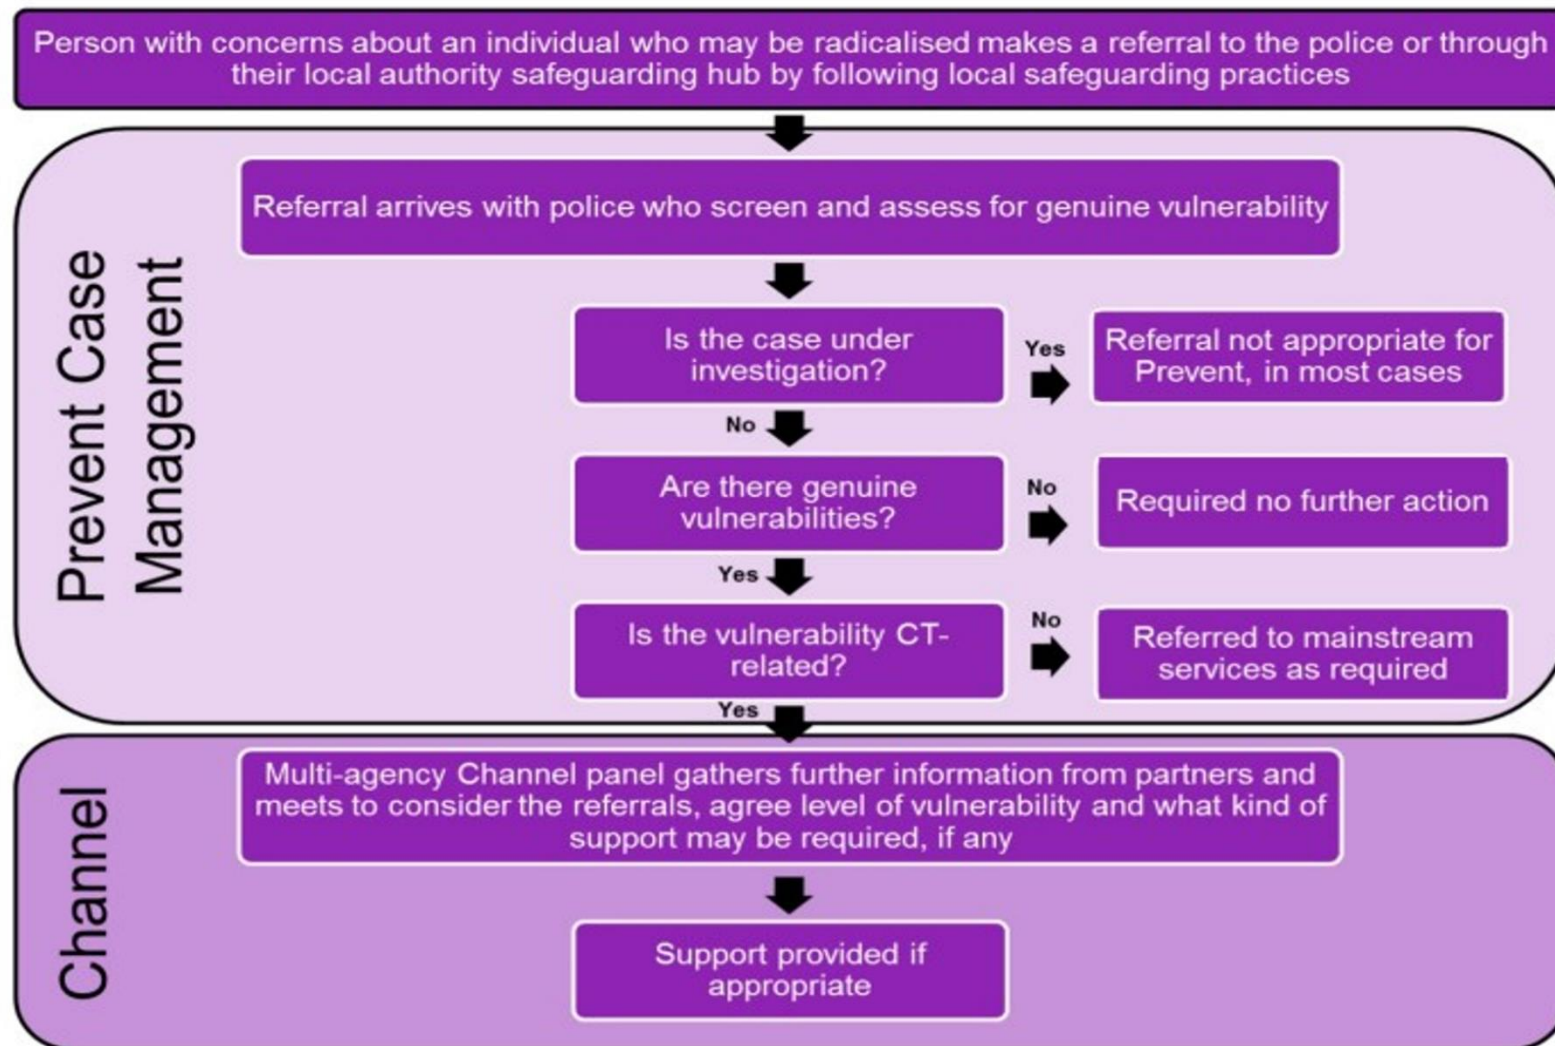 Person with concerns about an individual who may be radicalised makes a referral to the police or through
their local authority safeguarding hub by following local safeguarding practices
Prevent Case
Management
Referral arrives with police who screen and assess for genuine vulnerability
Is the case under
investigation?
Yes
Referral not appropriate for
Prevent, in most cases
No
Are there genuine
vulnerabilities?
No
Required no further action
Yes
Is the vulnerability CT-
related?
No
Referred to mainstream
services as required
Yes
Channel
Multi-agency Channel panel gathers further information from partners and
meets to consider the referrals, agree level of vulnerability and what kind of
support may be required, if any
Support provided if
appropriate